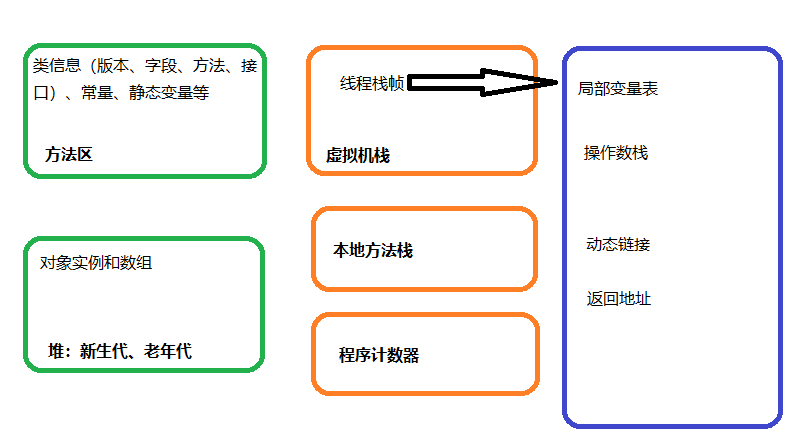 类信息（版本、字段、方法、接
口）、常量、静态变量等
方法区
对象实例和数组
堆：新生代、老年代
线程栈帧
虚拟机栈
本地方法栈
程序计数器
局部变量表
操作数栈
动态链接
返回地址